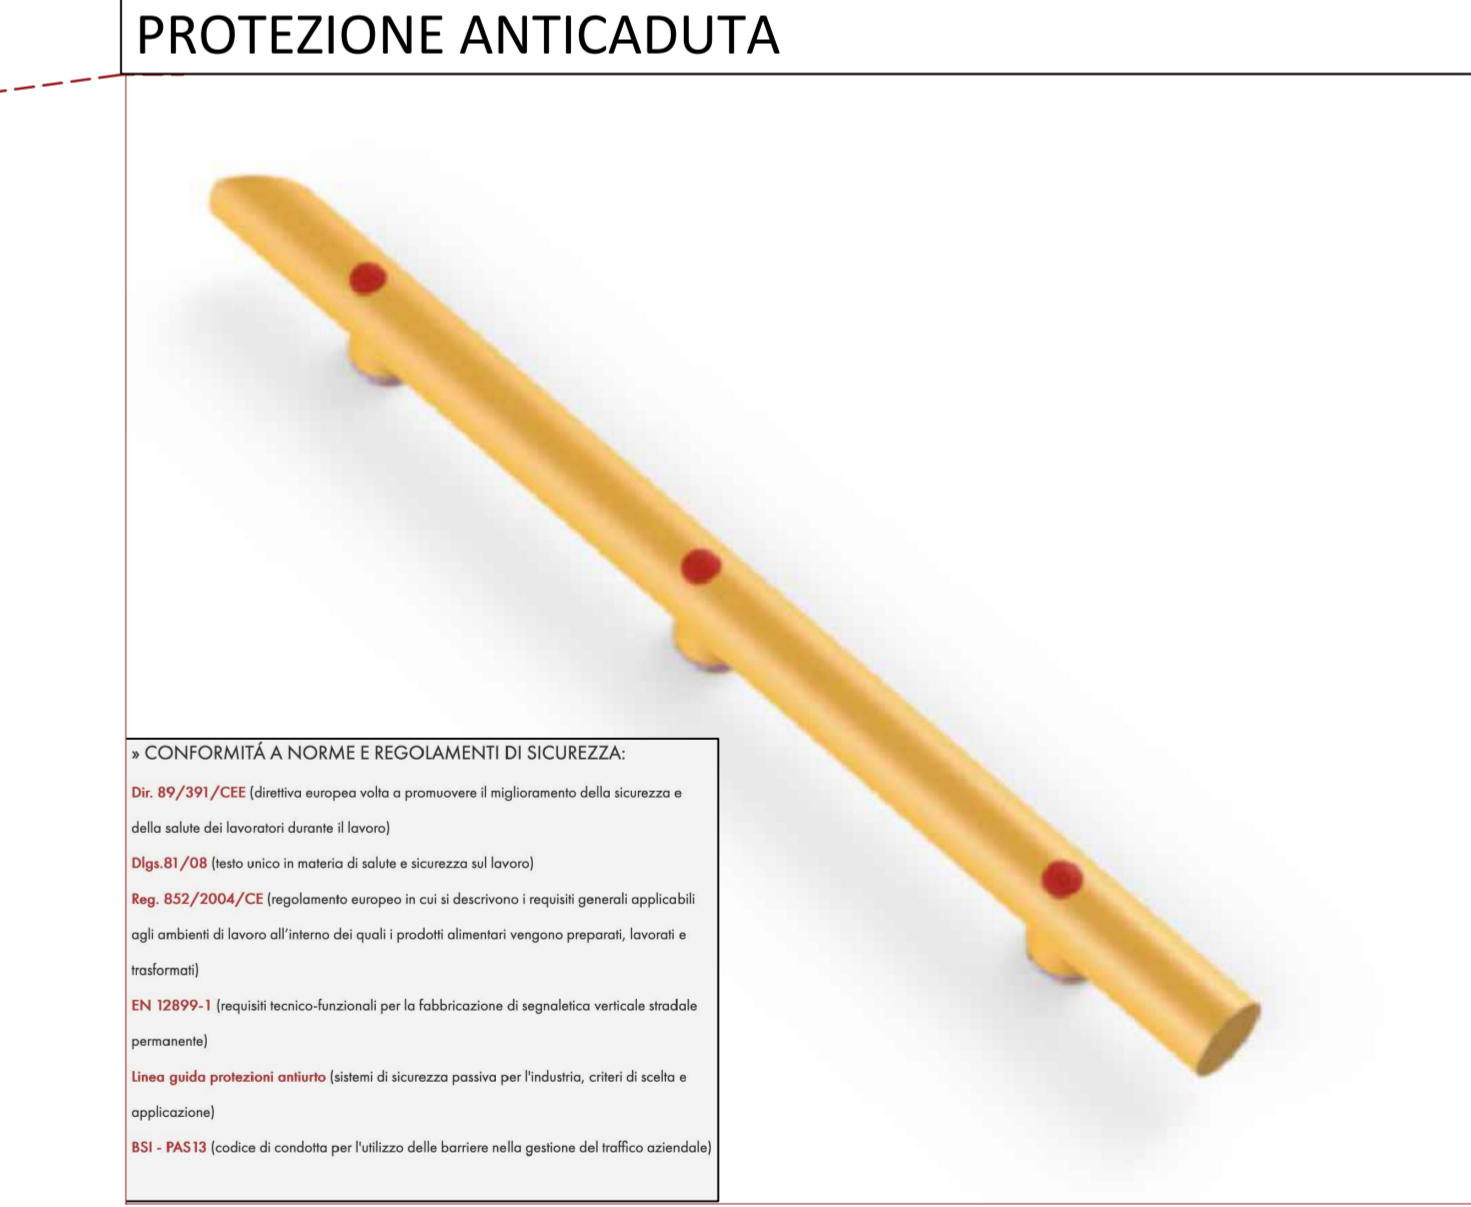 PROTEZIONE ANTICADUTA
» CONFORMITÁ A NORME E REGOLAMENTI DI SICUREZZA:
Dir. 89/391/CEE (direttiva europea volta a promuovere il miglioramento della sicurezza e
della salute dei lavoratori durante il lavoro)
Dlgs.81/08 (testo unico in materia di salute e sicurezza sul lavoro)
Reg. 852/2004/CE (regolamento europeo in cui si descrivono i requisiti generali applicabili
agli ambienti di lavoro all'interno dei quali i prodotti alimentari vengono preparati, lavorati e
trasformati)
EN 12899-1 (requisiti tecnico-funzionali per la fabbricazione di segnaletica verticale stradale
permanente)
Linea guida protezioni antiurto (sistemi di sicurezza passiva per l'industria, criteri di scelta e
applicazione)
BSI - PAS13 (codice di condotta per l'utilizzo delle barriere nella gestione del traffico aziendale)